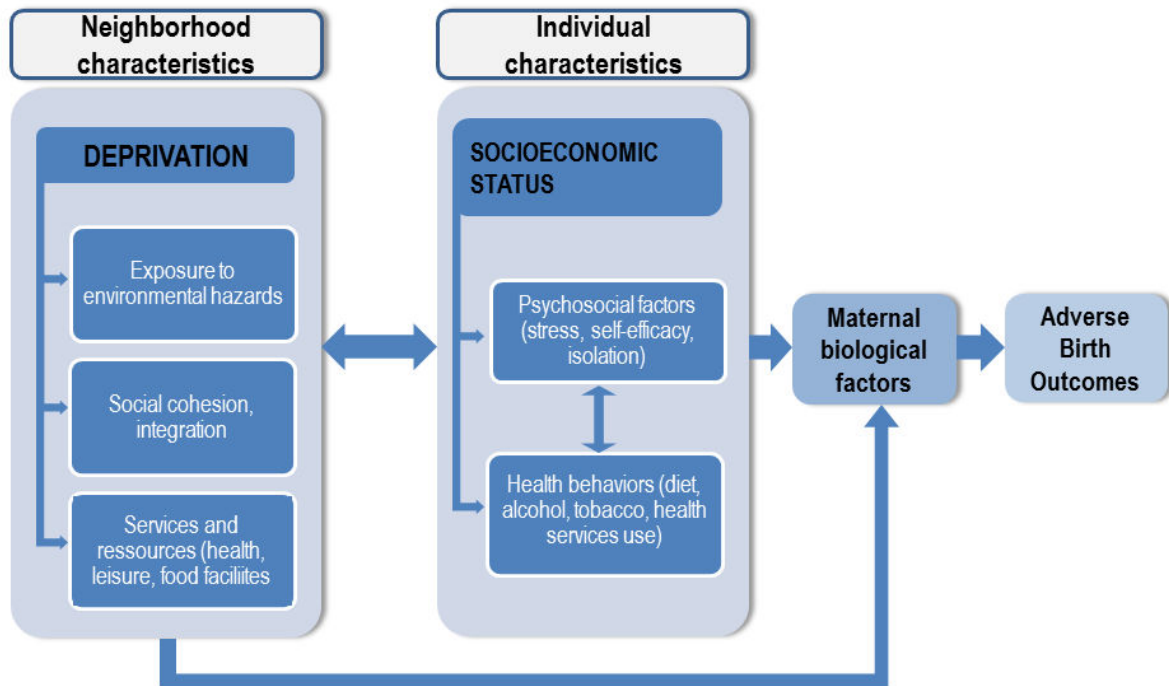 Neighborhood
characteristics
DEPRIVATION
Exposure to
environmental hazards
Social cohesion,
integration
Services and
ressources (health,
leisure, food faciliites
Individual
characteristics
SOCIOECONOMIC
STATUS
Psychosocial factors
(stress, self-efficacy,
isolation)
Health behaviors (diet,
alcohol, tobacco, health
services use)
Maternal
biological
factors
Adverse
Birth
Outcomes